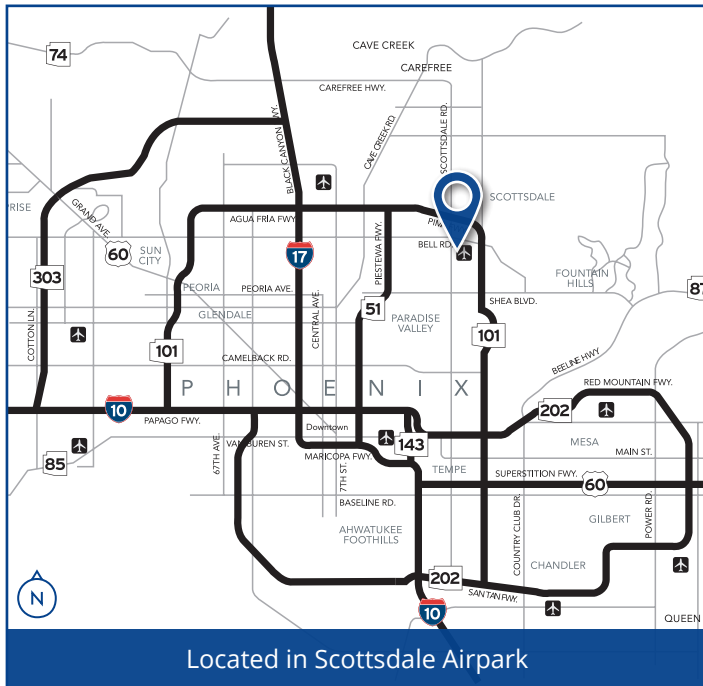 74
CAVE CREEK
CAREFREE
CAREFREE HWY.
BLACK CANYON FWY.
CAVE CREEK RD.
SCOTTSDALE RD.
SCOTTSDALE
PRISE
GRAND AVE.
60
SUN
CITY
AGUA FRIA FWY.
17
PIESTEWA FWY.
BELL RD.
303
PEORIA
PEORIA AVE.
GLENDALE
CENTRAL AVE.
51
PARADISE
VALLEY
FOUNTAIN
HILLS
SHEA BLVD.
87
COTTON LN.
101
101
CAMELBACK RD.
BEELINE HWY
PHOENIX
RED MOUNTAIN FWY.
202
10
PAPAGO FWY.
Downtown
143
MESA
MAIN ST.
85
67TH AVE.
VAN BUREN ST.
MARICOPA FWY.
7TH ST.
TEMPE
SUPERSTITION FWY.
60
BASELINE RD.
AHWATUKEE
FOOTHILLS
COUNTRY CLUB DR.
GILBERT
POWER RD.
CHANDLER
202
SAN TAN FWY.
10
QUEEN
N
Located in Scottsdale Airpark